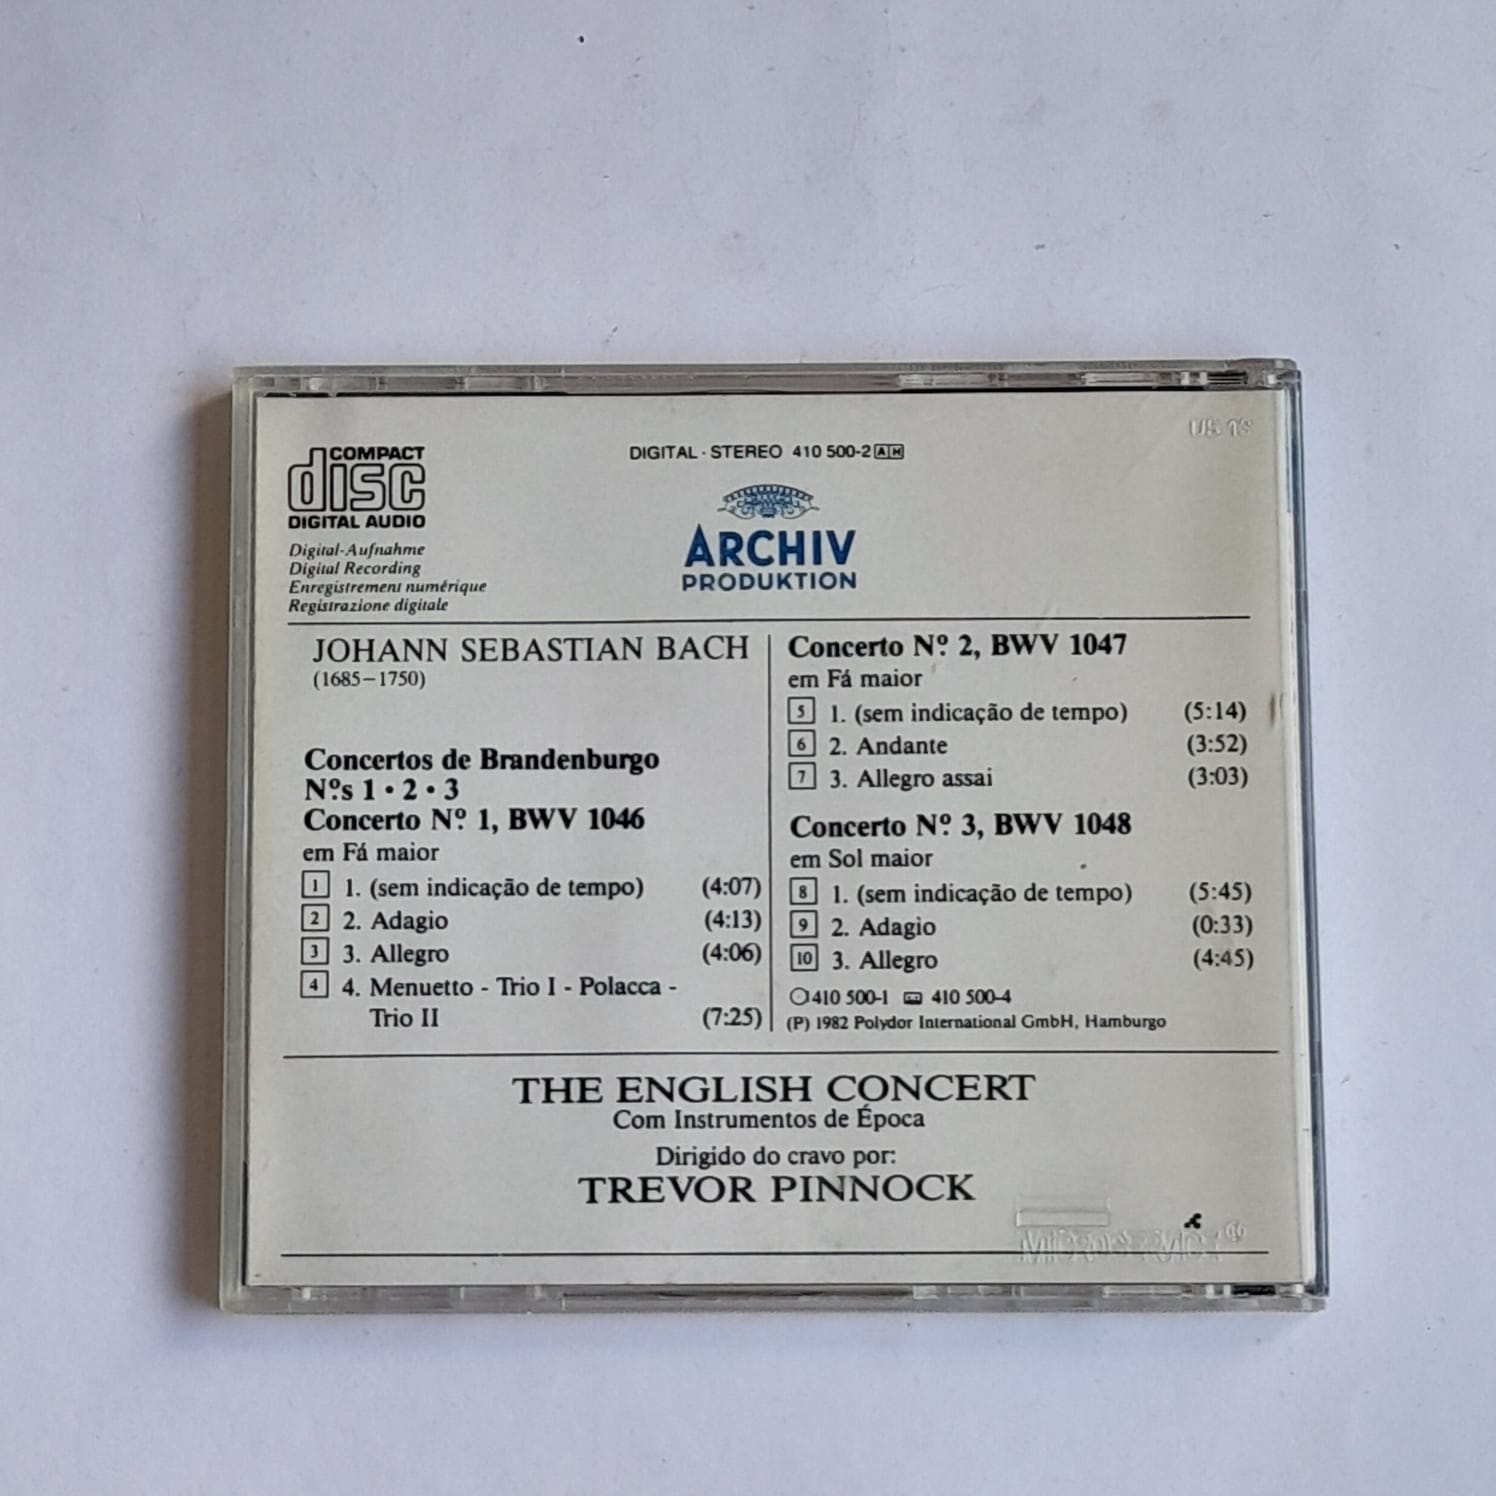 COMPACT
disc
DIGITAL AUDIO
Digital-Aufnahme
Digital Recording
Enregistrement numérique
Registrazione digitale
DIGITAL · STEREO 410 500-2 AH
ARCHIV
PRODUKTION
JOHANN SEBASTIAN BACH
(1685–1750)
Concertos de Brandenburgo
Nºs 1 • 2 • 3
Concerto Nº 1, BWV 1046
em Fá maior
1 1. (sem indicação de tempo) (4:07)
2 2. Adagio (4:13)
3 3. Allegro (4:06)
4 4. Menuetto - Trio I - Polacca -
Trio II (7:25)
Concerto Nº 2, BWV 1047
em Fá maior
5 1. (sem indicação de tempo) (5:14)
6 2. Andante (3:52)
7 3. Allegro assai (3:03)
Concerto Nº 3, BWV 1048
em Sol maior
8 1. (sem indicação de tempo) (5:45)
9 2. Adagio (0:33)
10 3. Allegro (4:45)
410 500-1 410 500-4
(P) 1982 Polydor International GmbH, Hamburgo
THE ENGLISH CONCERT
Com Instrumentos de Época
Dirigido do cravo por:
TREVOR PINNOCK